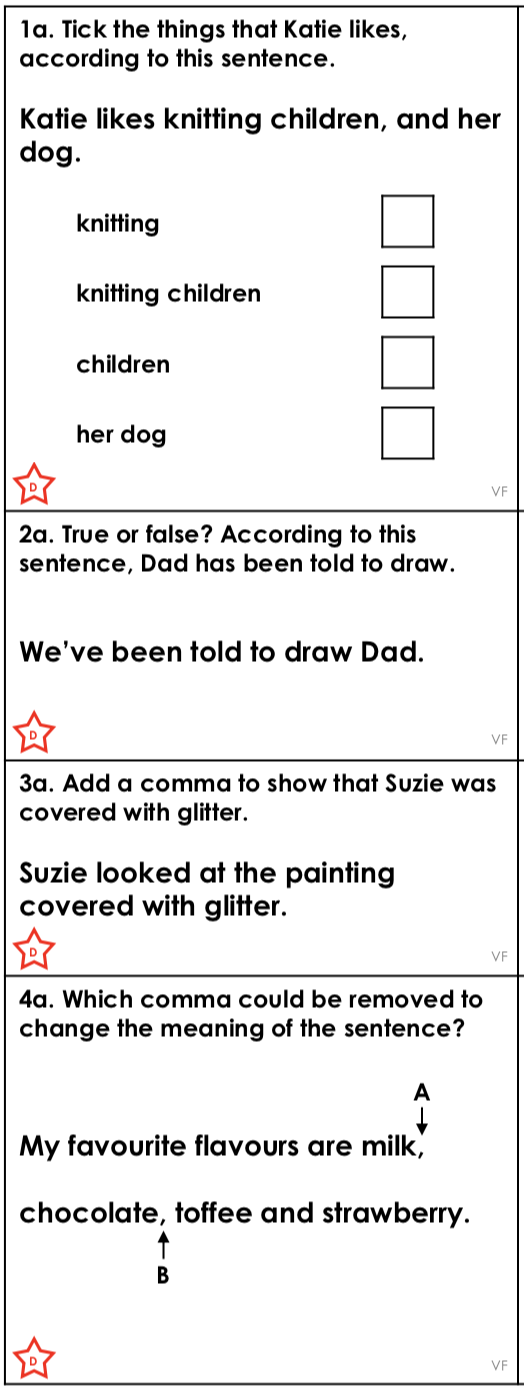 1a. Tick the things that Katie likes,
according to this sentence.
Katie likes knitting children, and her
dog.
knitting
knitting children
children
her dog
D
VF
2a. True or false? According to this
sentence, Dad has been told to draw.
We’ve been told to draw Dad.
D
VF
3a. Add a comma to show that Suzie was
covered with glitter.
Suzie looked at the painting
covered with glitter.
D
VF
4a. Which comma could be removed to
change the meaning of the sentence?
A
My favourite flavours are milk,
chocolate, toffee and strawberry.
B
D
VF